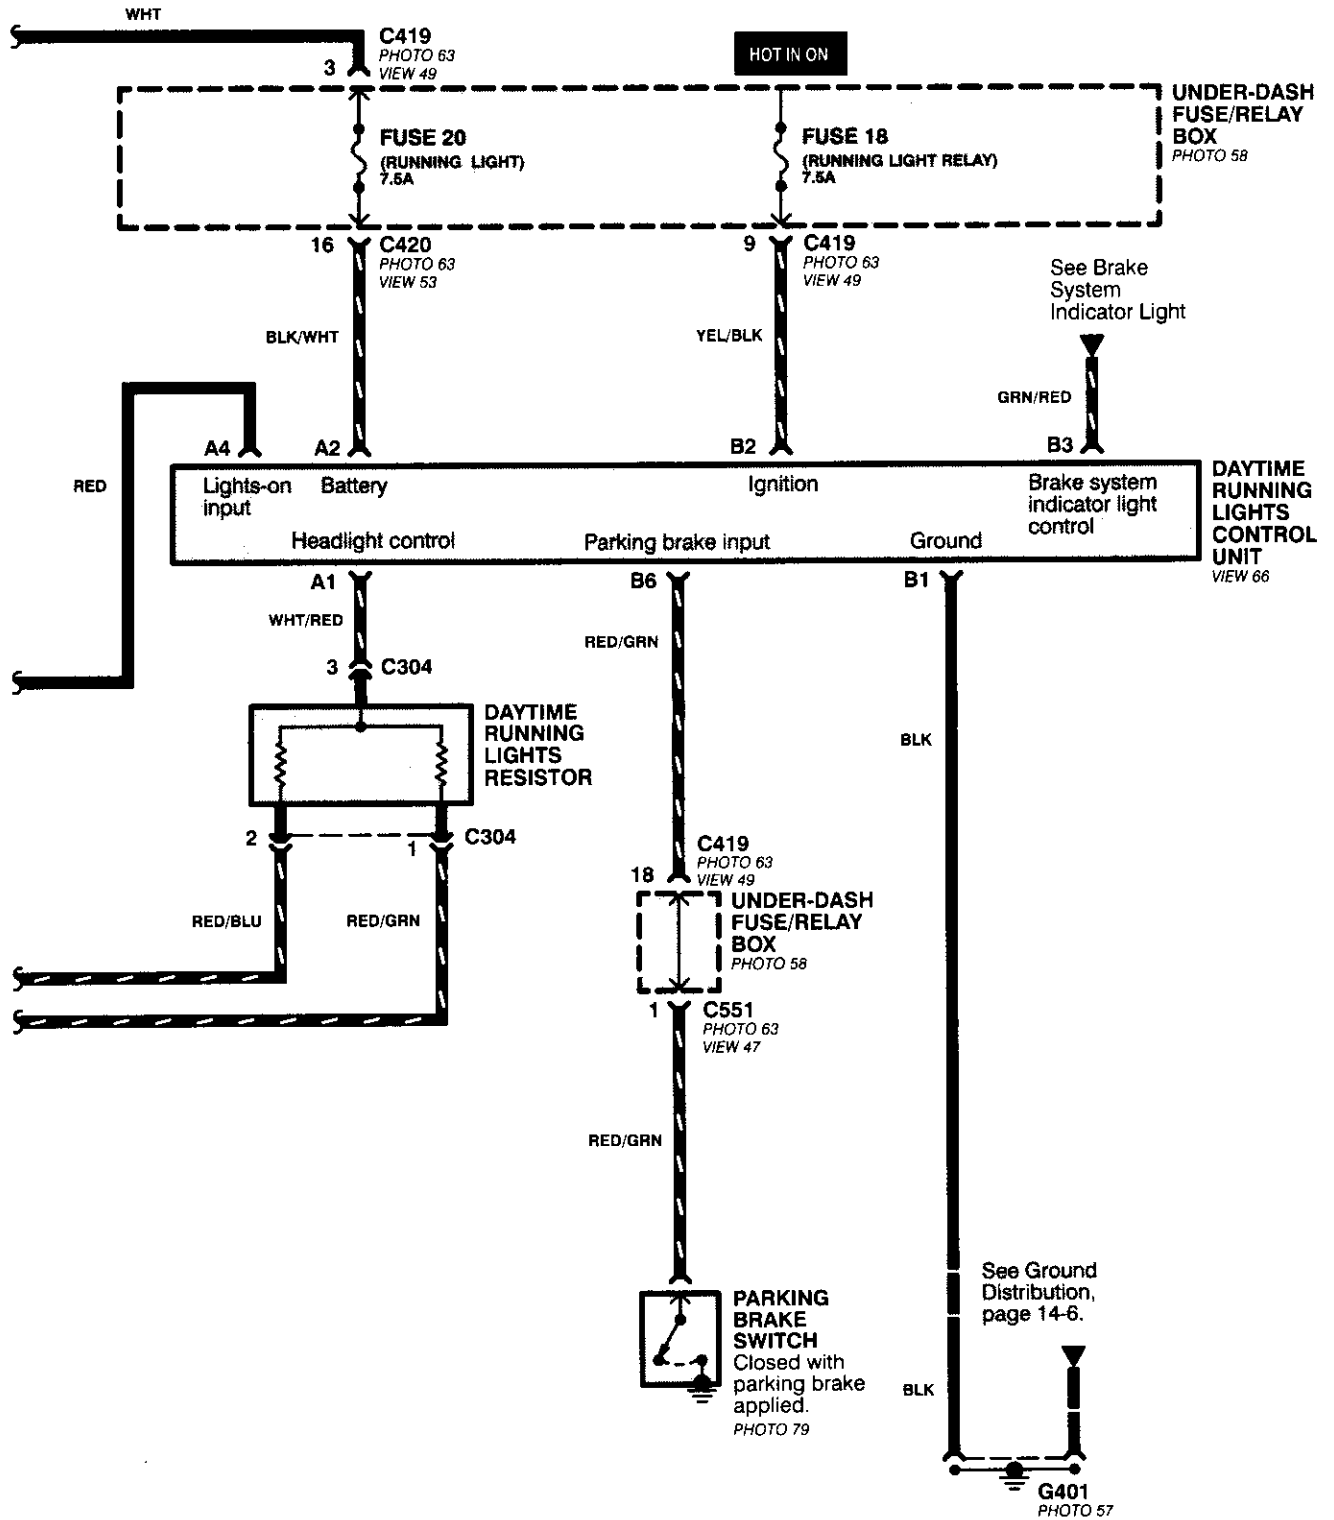 WHT
C419
PHOTO 63
VIEW 49
3
HOT IN ON
UNDER-DASH
FUSE/RELAY
BOX
PHOTO 58
FUSE 20
(RUNNING LIGHT)
7.5A
FUSE 18
(RUNNING LIGHT RELAY)
7.5A
16
C420
PHOTO 63
VIEW 53
9
C419
PHOTO 63
VIEW 49
See Brake
System
Indicator Light
BLK/WHT
YEL/BLK
GRN/RED
RED
A4
A2
B2
B3
Lights-on
input
Battery
Ignition
Brake system
indicator light
control
Headlight control
Parking brake input
Ground
DAYTIME
RUNNING
LIGHTS
CONTROL
UNIT
VIEW 66
A1
B6
B1
WHT/RED
RED/GRN
3
C304
DAYTIME
RUNNING
LIGHTS
RESISTOR
BLK
2
1
C304
C419
PHOTO 63
VIEW 49
18
UNDER-DASH
FUSE/RELAY
BOX
PHOTO 58
RED/BLU
RED/GRN
1
C551
PHOTO 63
VIEW 47
RED/GRN
See Ground
Distribution,
page 14-6.
PARKING
BRAKE
SWITCH
Closed with
parking brake
applied.
PHOTO 79
BLK
G401
PHOTO 57